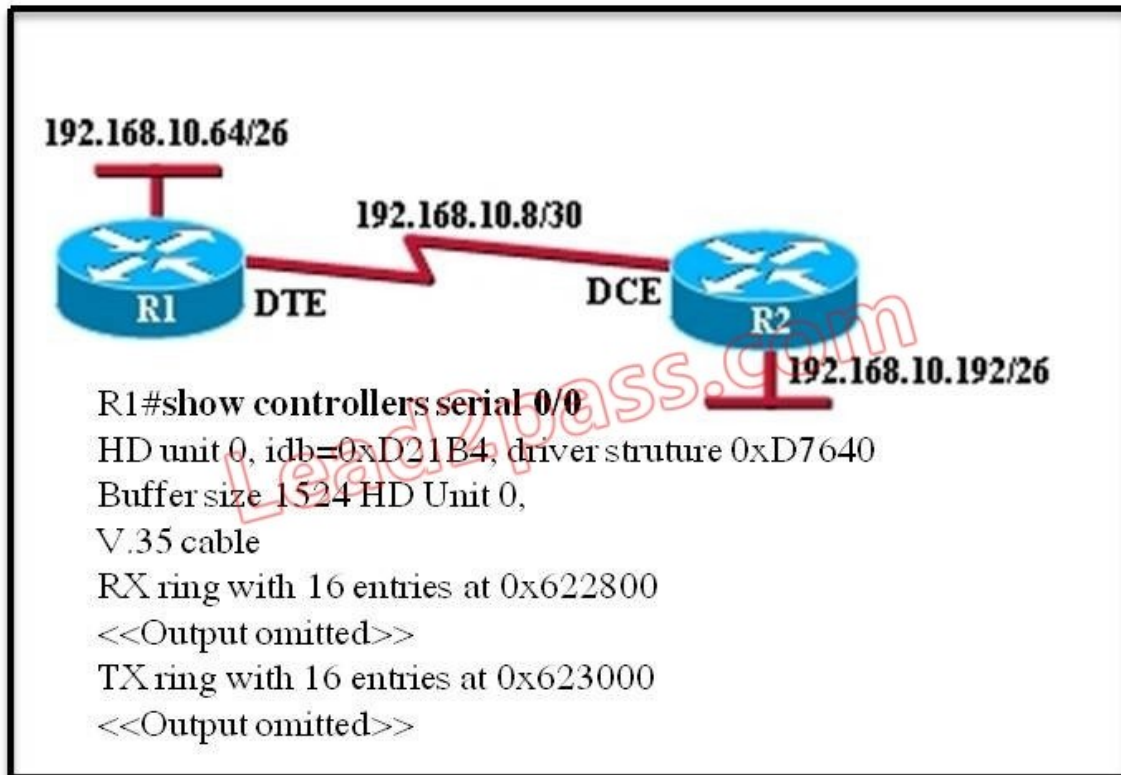 192.168.10.64/26
192.168.10.8/30
R1
DTE
DCE
R2
192.168.10.192/26
R1#show controllers serial 0/0
HD unit 0, idb=0xD21B4, driver struture 0xD7640
Buffer size 1524 HD Unit 0,
V.35 cable
RX ring with 16 entries at 0x622800
<<Output omitted>>
TX ring with 16 entries at 0x623000
<<Output omitted>>
Lead2pass.com